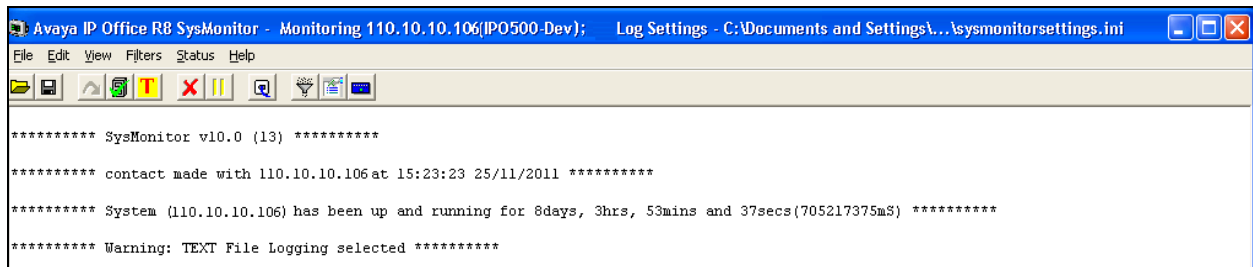 Avaya IP Office R8 SysMonitor - Monitoring 110.10.10.106(IPO500-Dev); Log Settings - C:\Documents and Settings\...\sysmonitorsettings.ini
File Edit View Filters Status Help
T
********** SysMonitor v10.0 (13) **********
********** contact made with 110.10.10.106 at 15:23:23 25/11/2011 **********
********** System (110.10.10.106) has been up and running for 8days, 3hrs, 53mins and 37secs(705217375mS) **********
********** Warning: TEXT File Logging selected **********